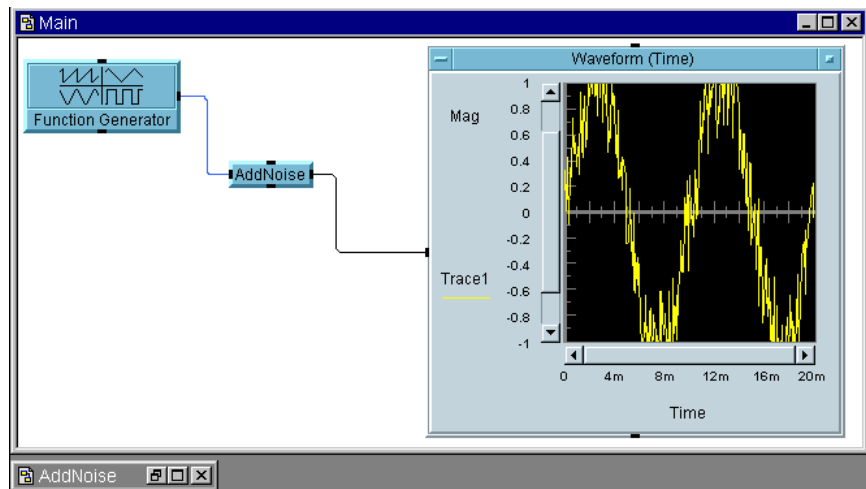 Main
Waveform (Time)
Function Generator
AddNoise
Mag
Trace1
1
0.8
0.6
0.4
0.2
0
-0.2
-0.4
-0.6
-0.8
-1
0 4m 8m 12m 16m 20m
Time
AddNoise